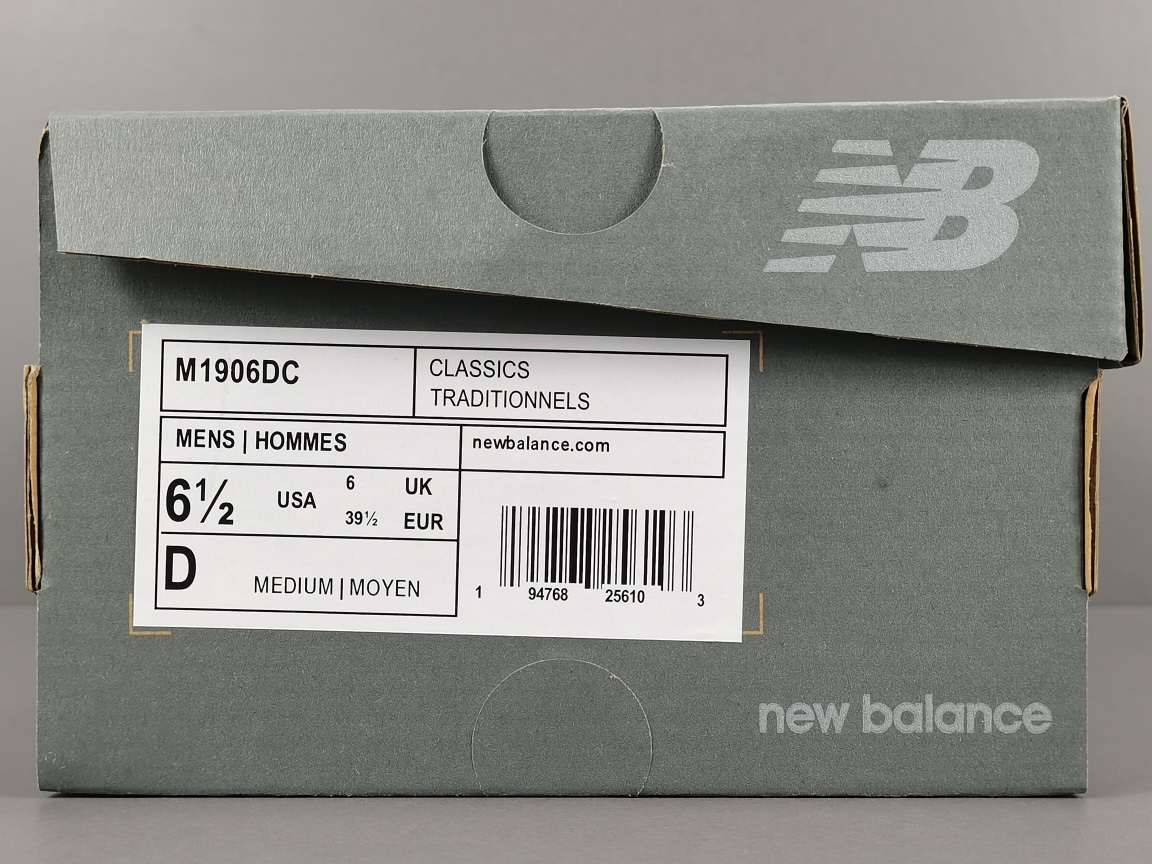 NB
M1906DC
CLASSICS
TRADITIONNELS
MENS | HOMMES
newbalance.com
6½ USA 6 UK
39½ EUR
D MEDIUM | MOYEN
1 94768 25610 3
new balance